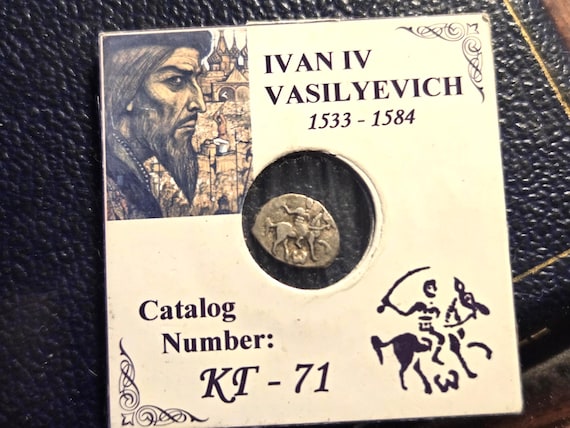 IVAN IV
VASILYEVICH
1533 - 1584
Catalog
Number:
КГ - 71